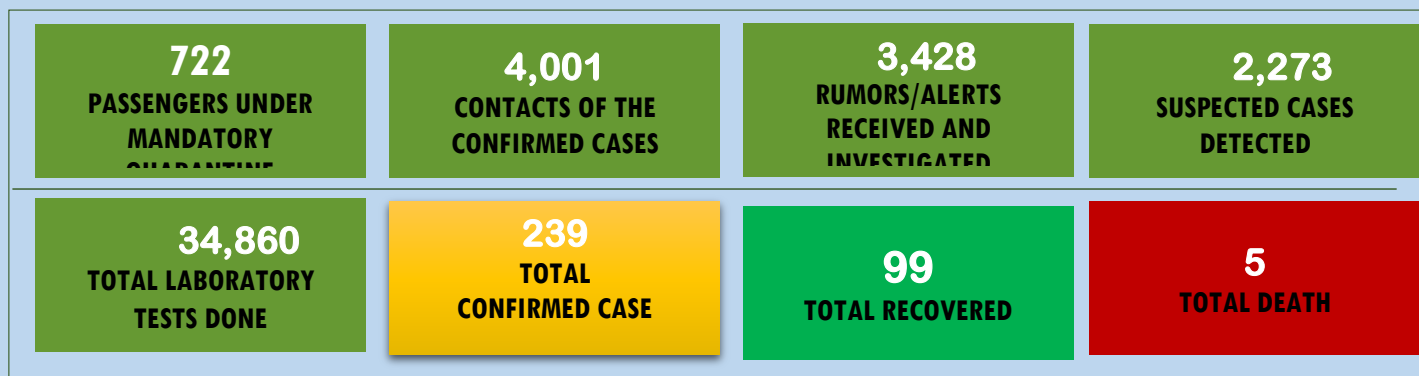 722
PASSENGERS UNDER
MANDATORY
QUARANTINE
4,001
CONTACTS OF THE
CONFIRMED CASES
3,428
RUMORS/ALERTS
RECEIVED AND
INVESTIGATED
2,273
SUSPECTED CASES
DETECTED
34,860
TOTAL LABORATORY
TESTS DONE
239
TOTAL
CONFIRMED CASE
99
TOTAL RECOVERED
5
TOTAL DEATH